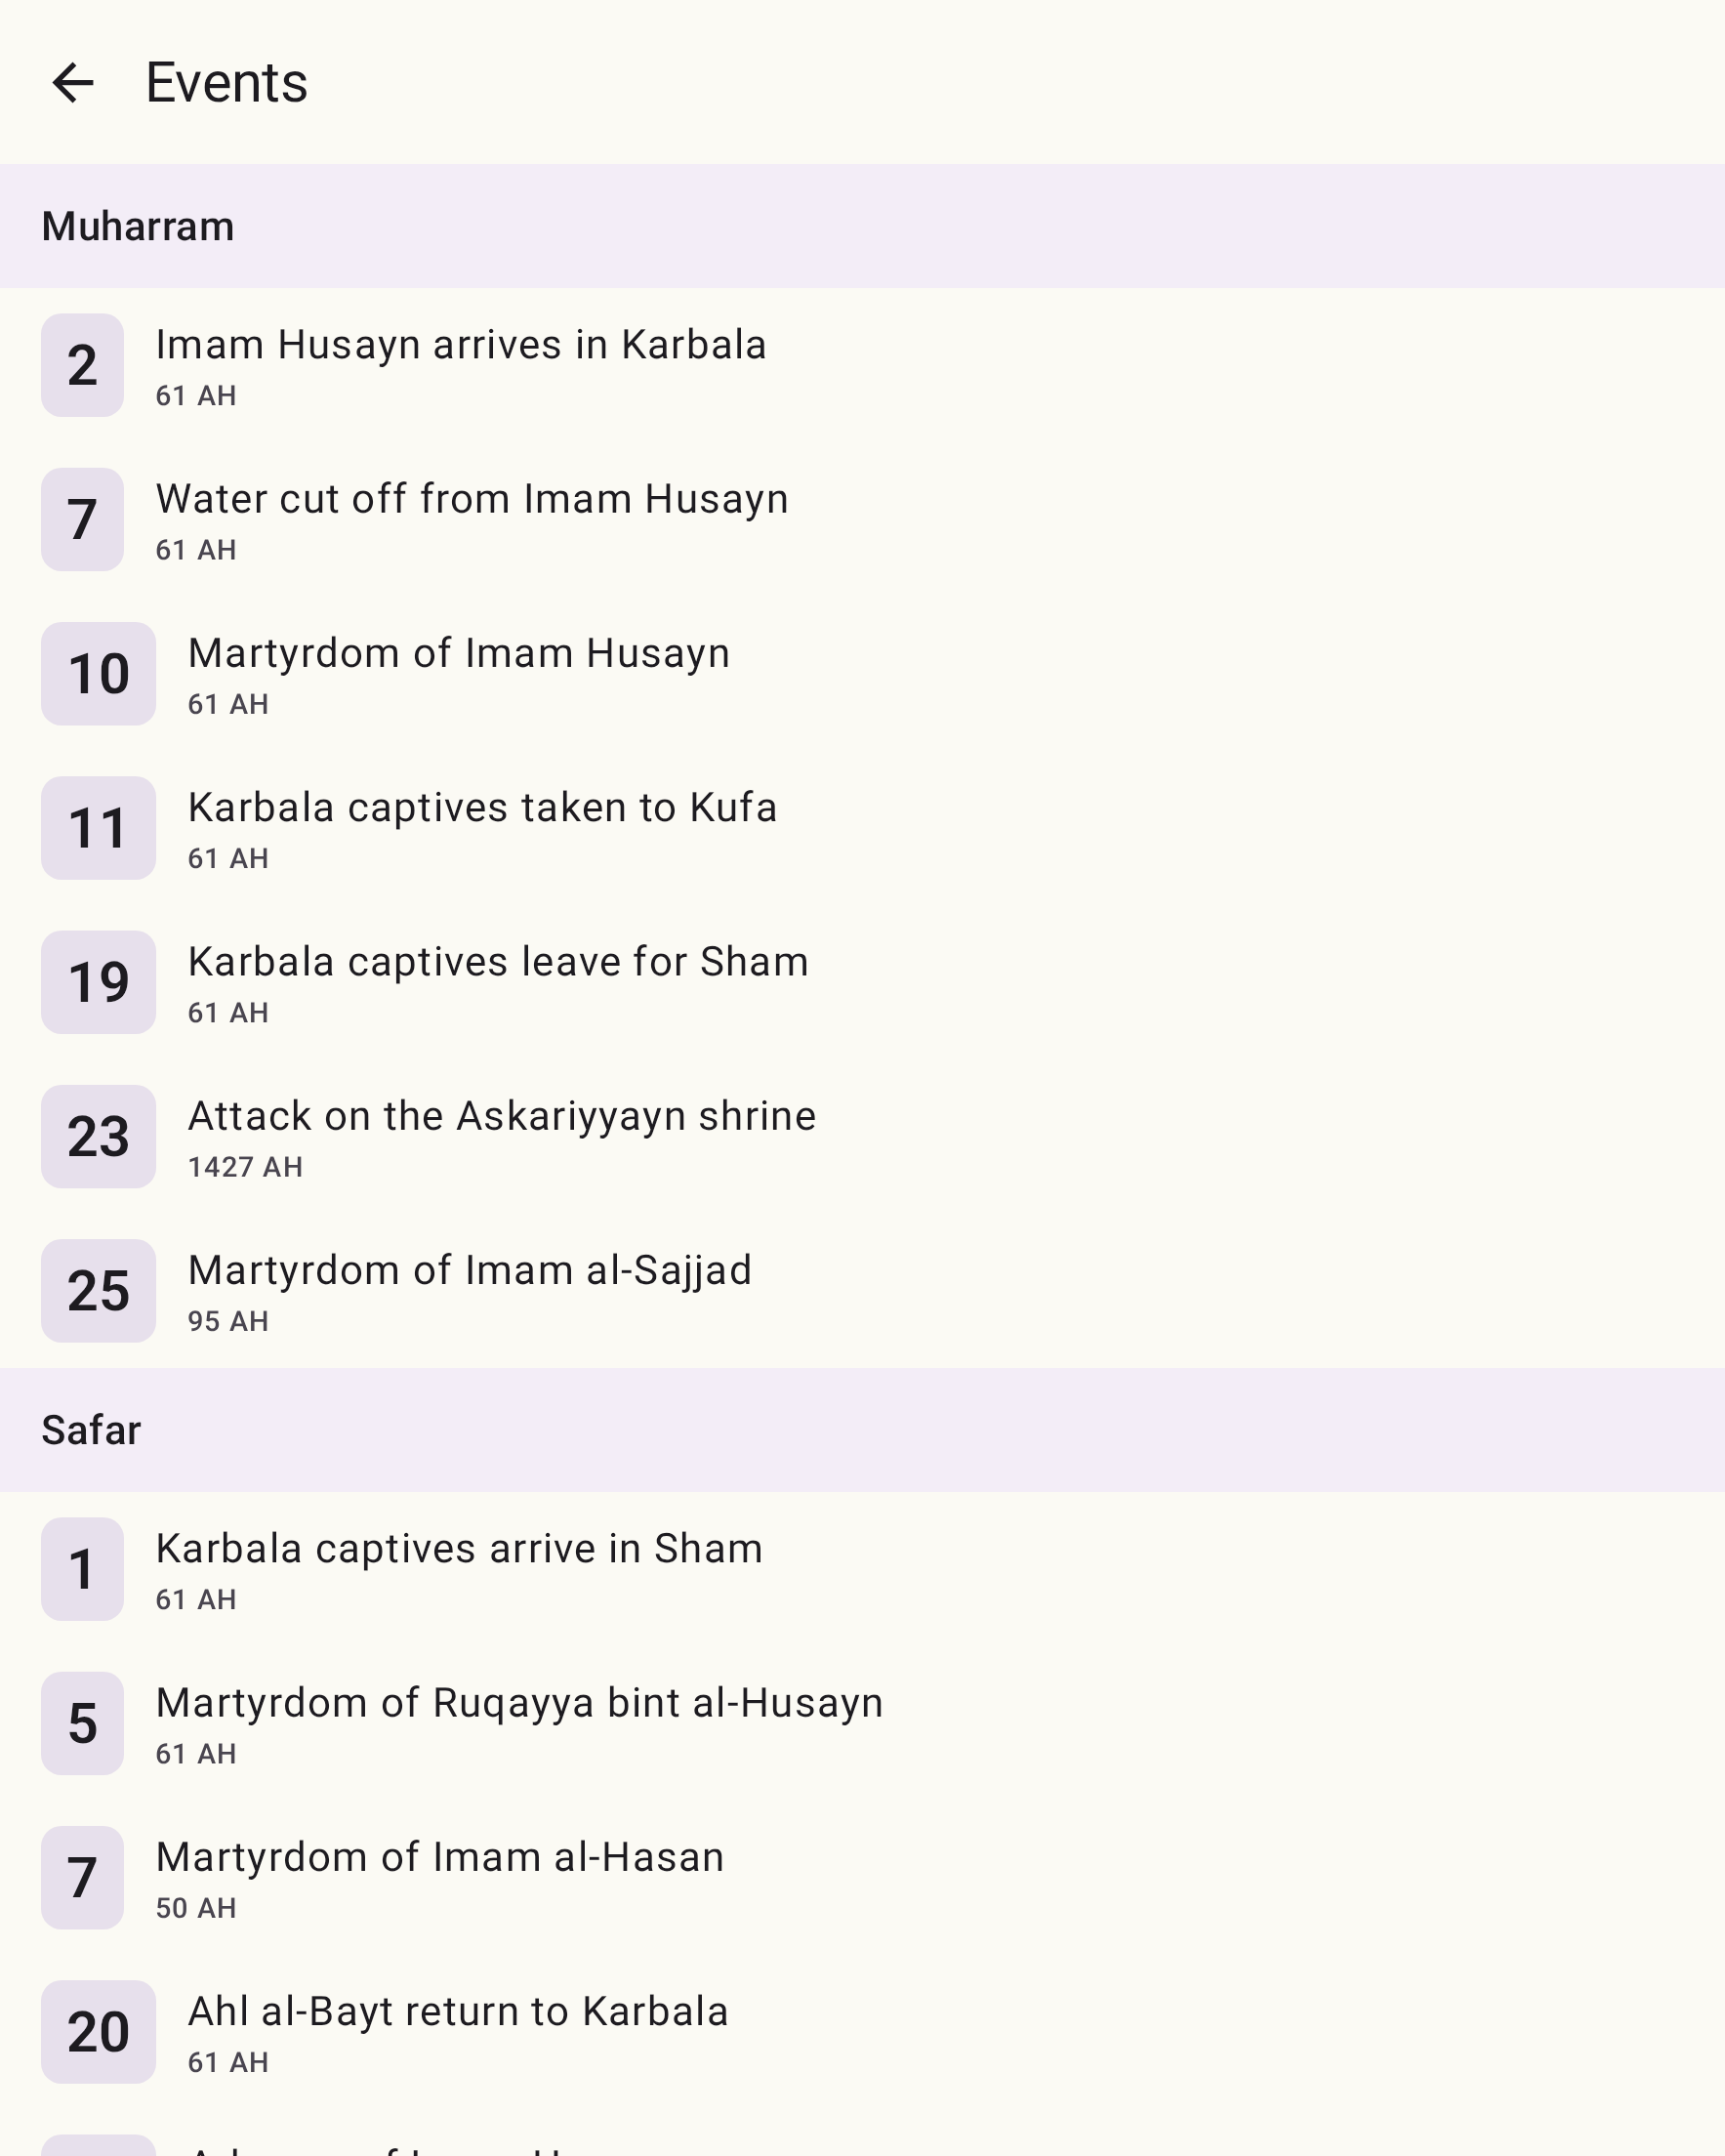 Events
Muharram
2
Imam Husayn arrives in Karbala
61 AH
7
Water cut off from Imam Husayn
61 AH
10
Martyrdom of Imam Husayn
61 AH
11
Karbala captives taken to Kufa
61 AH
19
Karbala captives leave for Sham
61 AH
23
Attack on the Askariyyayn shrine
1427 AH
25
Martyrdom of Imam al-Sajjad
95 AH
Safar
1
Karbala captives arrive in Sham
61 AH
5
Martyrdom of Ruqayya bint al-Husayn
61 AH
7
Martyrdom of Imam al-Hasan
50 AH
20
Ahl al-Bayt return to Karbala
61 AH